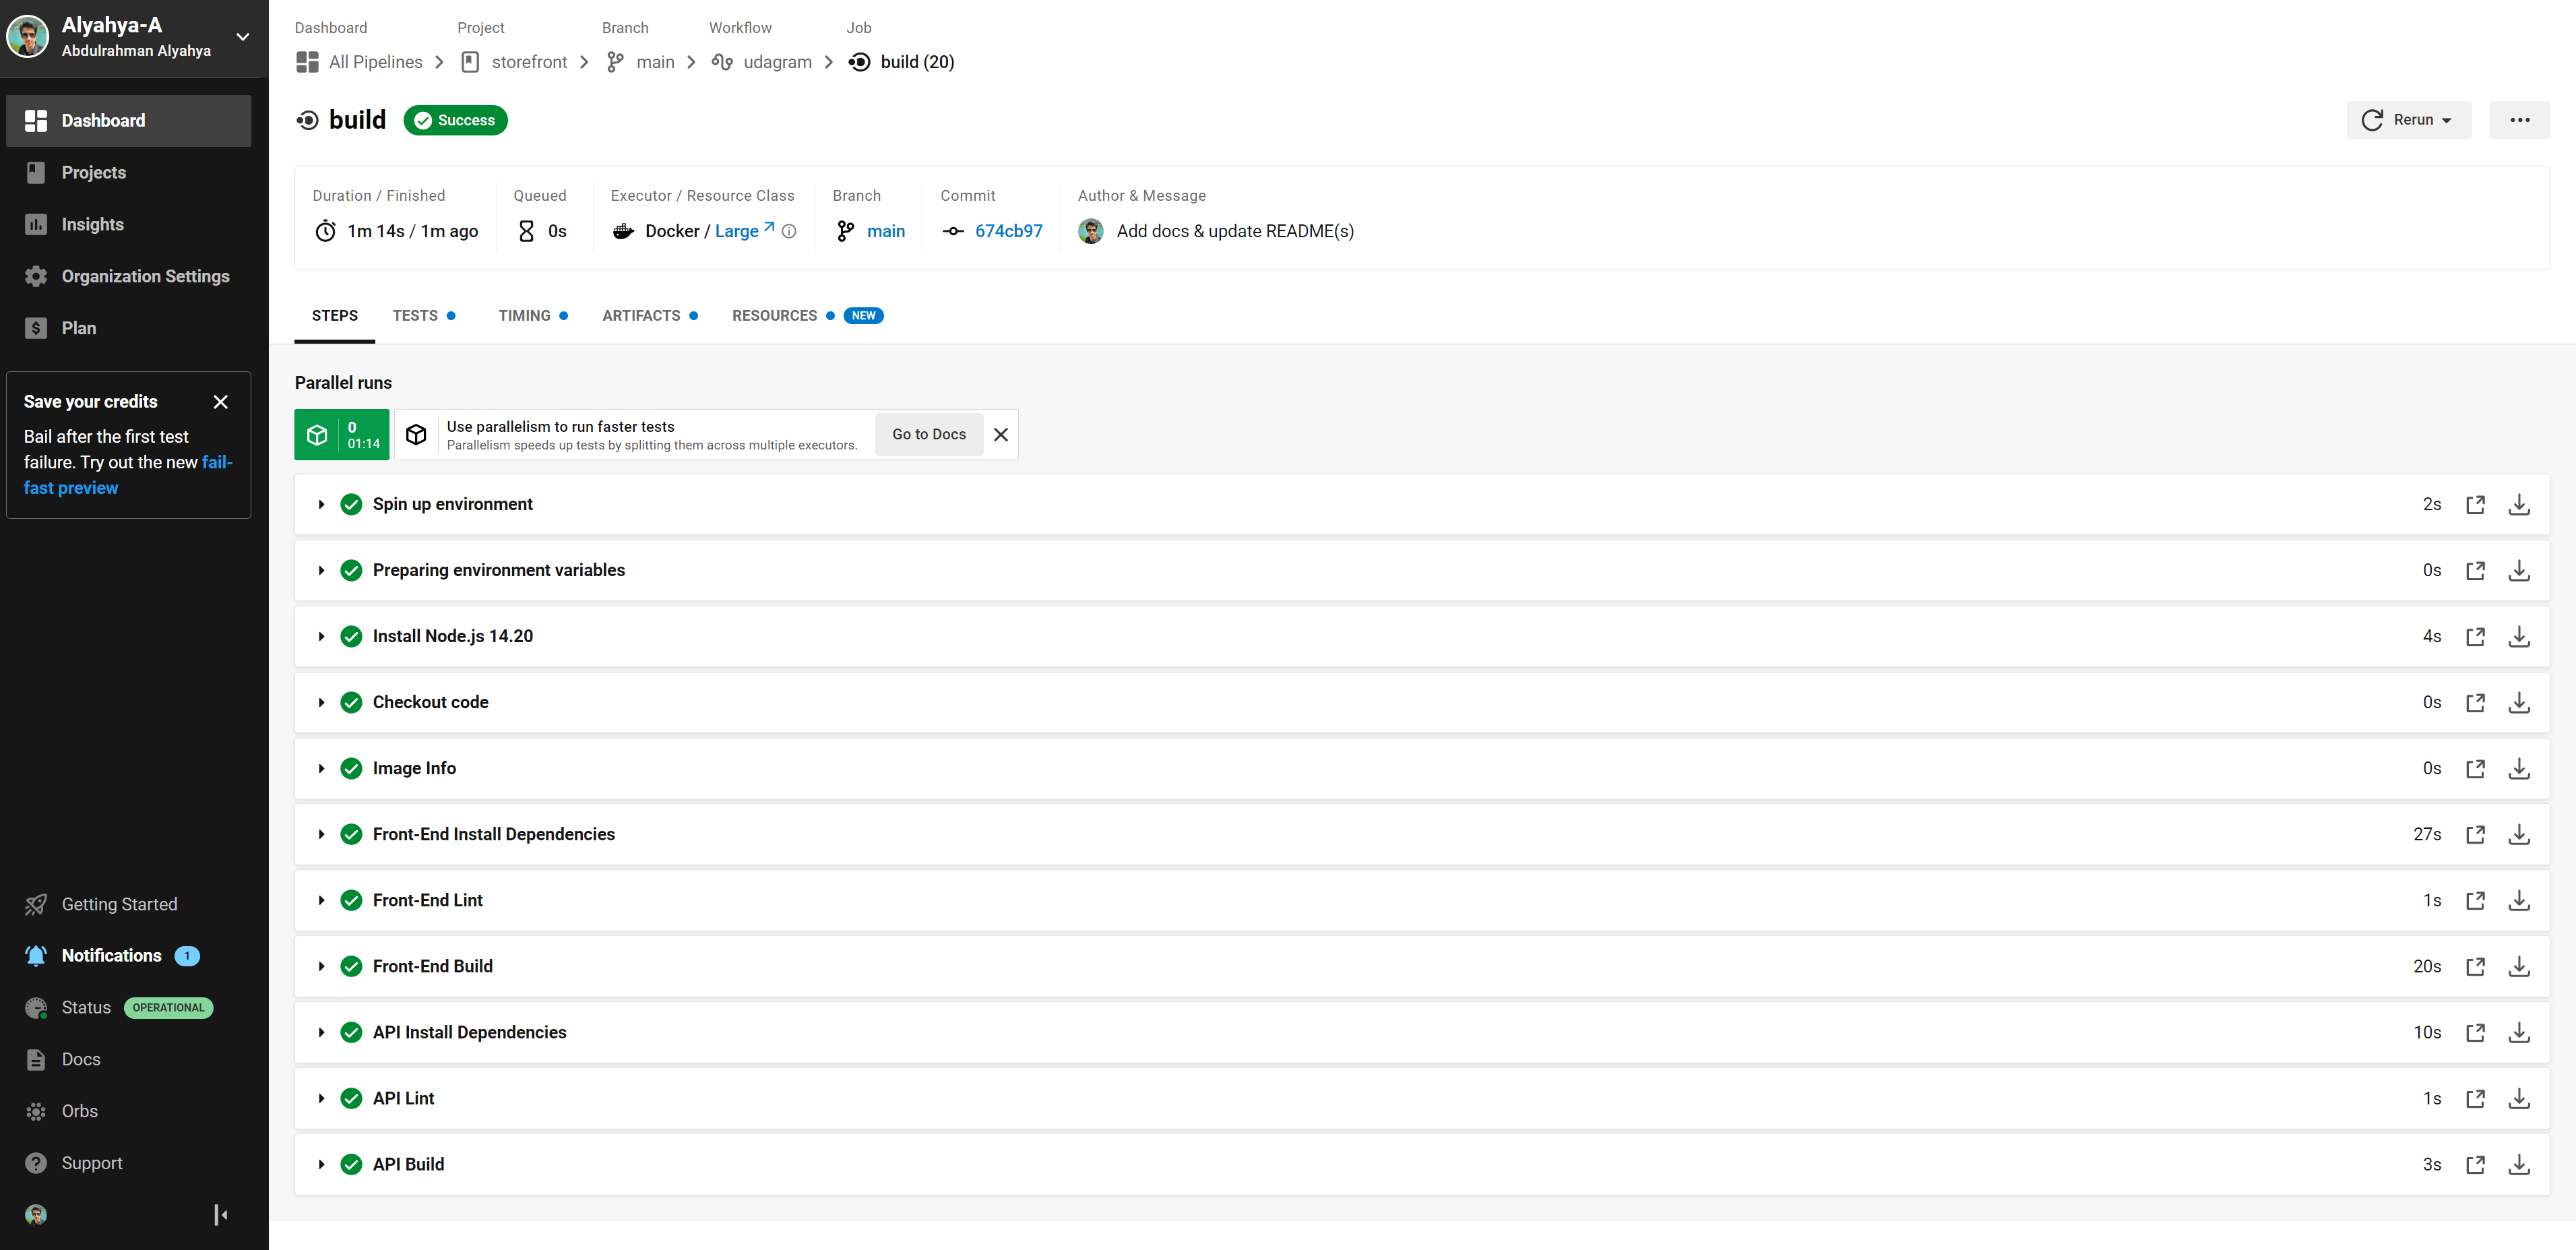 Alyahya-A
Abdulrahman Alyahya
Dashboard
Projects
Insights
Organization Settings
Plan
Save your credits
Bail after the first test
failure. Try out the new fail-
fast preview
Getting Started
Notifications 1
Status OPERATIONAL
Docs
Orbs
Support
Dashboard Project Branch Workflow Job
All Pipelines storefront main udagram build (20)
build Success
Rerun
Duration / Finished Queued Executor / Resource Class Branch Commit Author & Message
1m 14s / 1m ago 0s Docker / Large main 674cb97 Add docs & update README(s)
STEPS TESTS TIMING ARTIFACTS RESOURCES NEW
Parallel runs
0
01:14
Use parallelism to run faster tests
Parallelism speeds up tests by splitting them across multiple executors.
Go to Docs
Spin up environment 2s
Preparing environment variables 0s
Install Node.js 14.20 4s
Checkout code 0s
Image Info 0s
Front-End Install Dependencies 27s
Front-End Lint 1s
Front-End Build 20s
API Install Dependencies 10s
API Lint 1s
API Build 3s